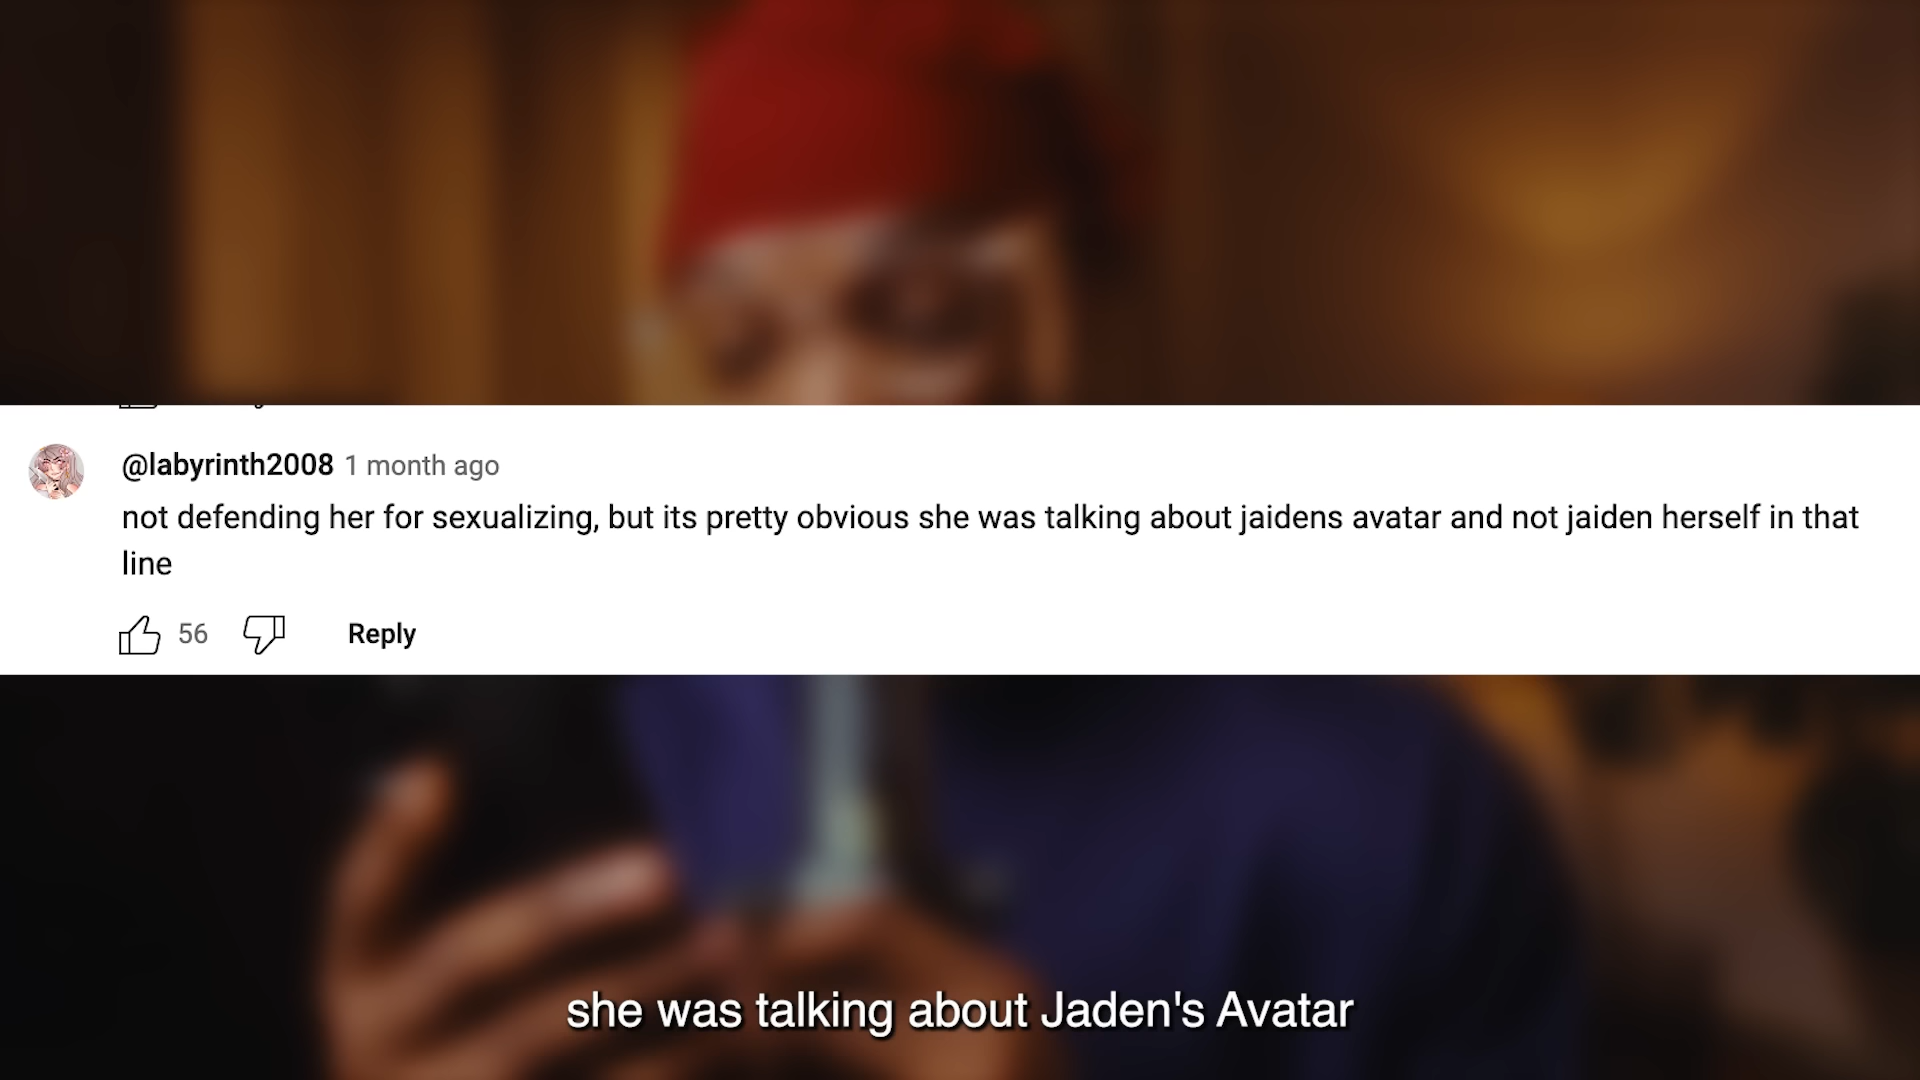 @labyrinth2008 1 month ago
not defending her for sexualizing, but its pretty obvious she was talking about jaidens avatar and not jaiden herself in that
line
56 Reply
she was talking about Jaden's Avatar